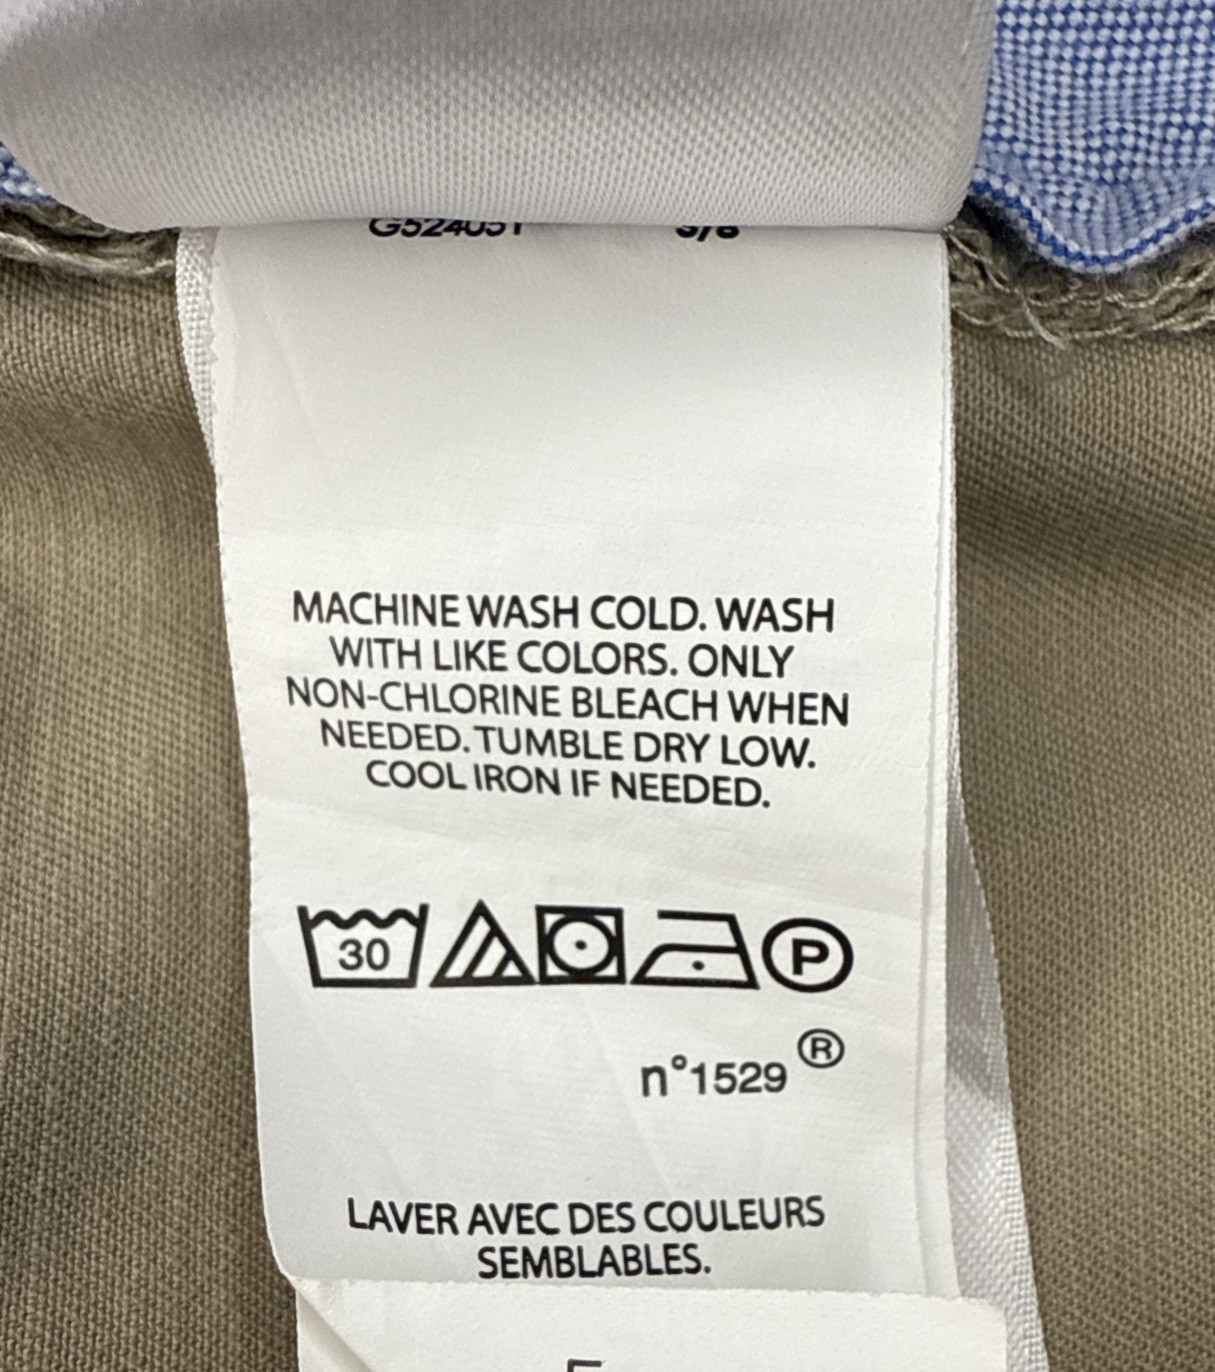 MACHINE WASH COLD. WASH
WITH LIKE COLORS. ONLY
NON-CHLORINE BLEACH WHEN
NEEDED. TUMBLE DRY LOW.
COOL IRON IF NEEDED.
30 P
n°1529 ®
LAVER AVEC DES COULEURS
SEMBLABLES.